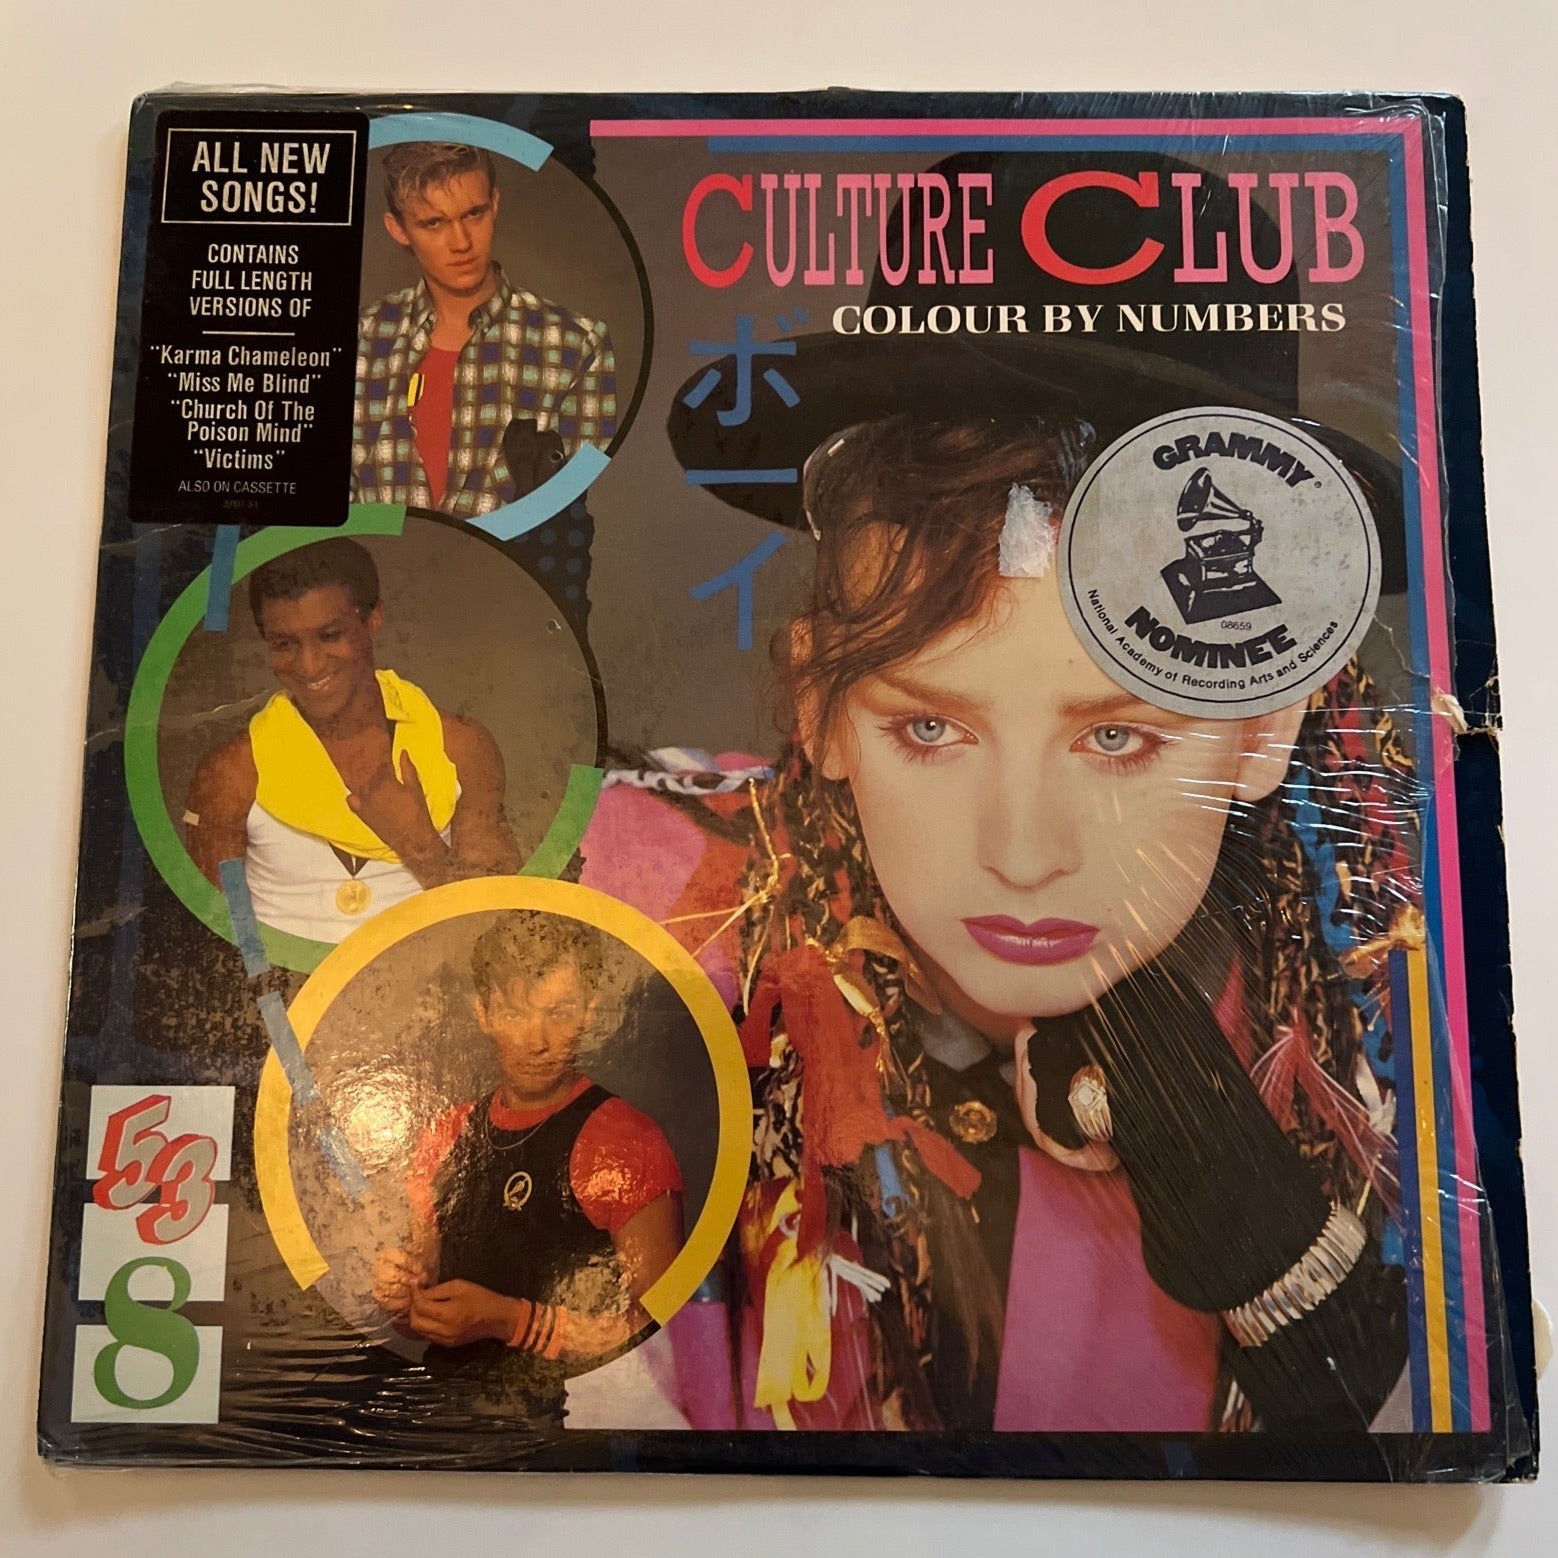 ALL NEW
SONGS!
CONTAINS
FULL LENGTH
VERSIONS OF
"Karma Chameleon"
"Miss Me Blind"
"Church Of The
Poison Mind"
"Victims"
ALSO ON CASSETTE
CULTURE CLUB
COLOUR BY NUMBERS
ボーイ
GRAMMY®
08659
NOMINEE
National Academy of Recording Arts and Sciences
53
8